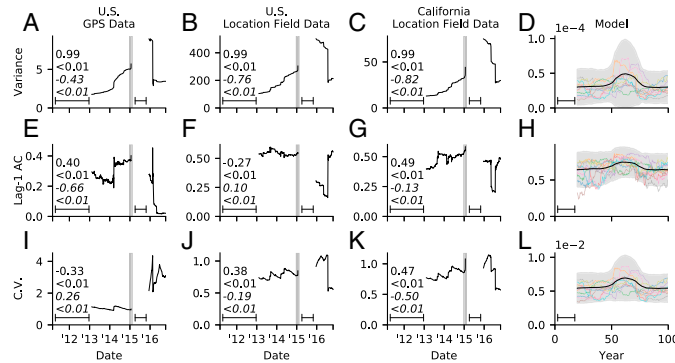 A U.S. GPS Data
B U.S. Location Field Data
C California Location Field Data
D Model
Variance
5
0
0.99
<0.01
-0.43
<0.01
400
200
0
0.99
<0.01
-0.76
<0.01
50
0
0.99
<0.01
-0.82
<0.01
1e-4
1.0
0.5
0.0
E
F
G
H
Lag-1 AC
0.4
0.2
0.0
0.40
<0.01
-0.66
<0.01
0.50
0.25
0.00
-0.27
<0.01
0.10
<0.01
0.50
0.25
0.00
0.49
<0.01
-0.13
<0.01
1.0
0.5
0.0
I
J
K
L
C.V.
4
2
0
-0.33
<0.01
0.26
<0.01
1.0
0.5
0.0
0.38
<0.01
-0.19
<0.01
1.0
0.5
0.0
0.47
<0.01
-0.50
<0.01
1e-2
1.0
0.5
0.0
'12 '13 '14 '15 '16
'12 '13 '14 '15 '16
'12 '13 '14 '15 '16
0 25 50 75 100
Date
Date
Date
Year